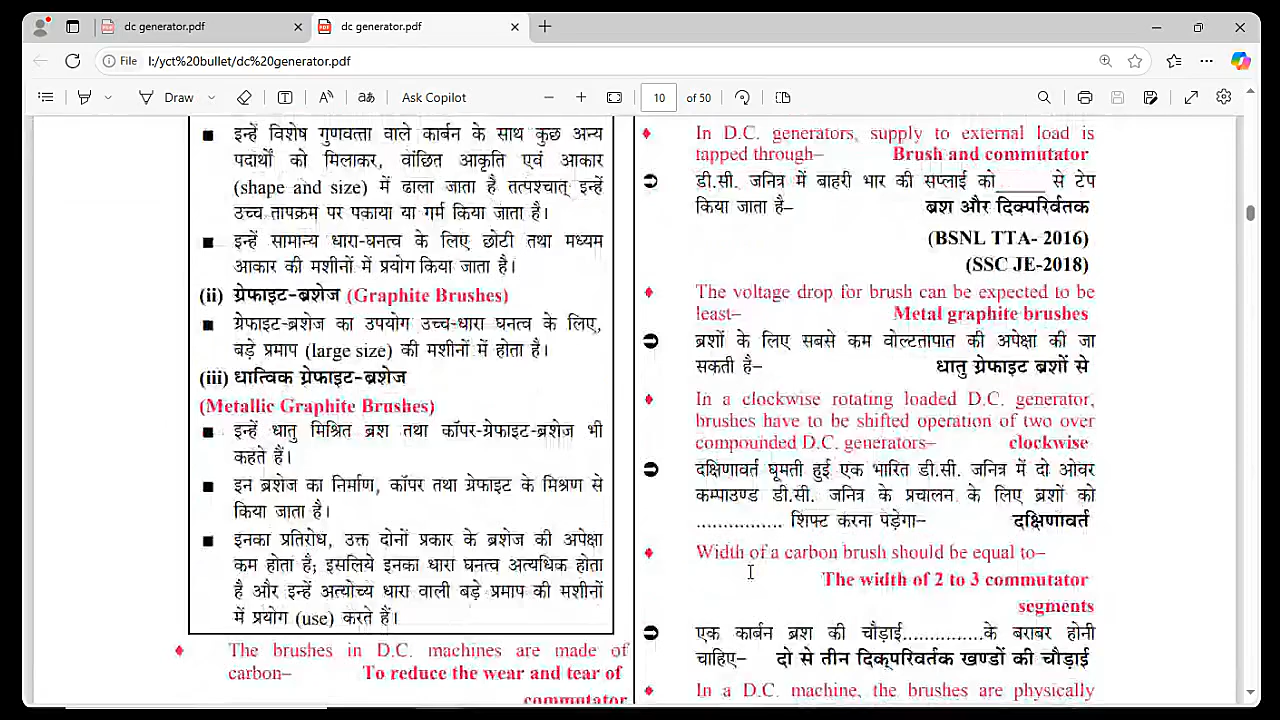 dc generator.pdf
dc generator.pdf
File
I:/yct%20bullet/dc%20generator.pdf
Draw
Ask Copilot
10
of 50
इन्हें विशेष गुणवत्ता वाले कार्बन के साथ कुछ अन्य
पदार्थों को मिलाकर, वांछित आकृति एवं आकार
(shape and size) में ढाला जाता है तत्पश्चात् इन्हें
उच्च तापक्रम पर पकाया या गर्म किया जाता है।
इन्हें सामान्य धारा-घनत्व के लिए छोटी तथा मध्यम
आकार की मशीनों में प्रयोग किया जाता है।
(ii) ग्रेफाइट-ब्रशेज (Graphite Brushes)
ग्रेफाइट-ब्रशेज का उपयोग उच्च-धारा घनत्व के लिए,
बड़े प्रमाप (large size) की मशीनों में होता है।
(iii) धात्विक ग्रेफाइट-ब्रशेज
(Metallic Graphite Brushes)
इन्हें धातु मिश्रित ब्रश तथा कॉपर-ग्रेफाइट-ब्रशेज भी
कहते हैं।
इन ब्रशेज का निर्माण, कॉपर तथा ग्रेफाइट के मिश्रण से
किया जाता है।
इनका प्रतिरोध, उक्त दोनों प्रकार के ब्रशेज की अपेक्षा
कम होता है; इसलिये इनका धारा घनत्व अत्यधिक होता
है और इन्हें अत्योच्य धारा वाली बड़े प्रमाप की मशीनों
में प्रयोग (use) करते हैं।
The brushes in D.C. machines are made of
carbon– To reduce the wear and tear of
commutator
In D.C. generators, supply to external load is
tapped through– Brush and commutator
डी.सी. जनित्र में बाहरी भार की सप्लाई को_____ से टेप
किया जाता है– ब्रश और दिक्परिर्वतक
(BSNL TTA- 2016)
(SSC JE-2018)
The voltage drop for brush can be expected to be
least– Metal graphite brushes
ब्रशों के लिए सबसे कम वोल्टतापात की अपेक्षा की जा
सकती है– धातु ग्रेफाइट ब्रशों से
In a clockwise rotating loaded D.C. generator,
brushes have to be shifted operation of two over
compounded D.C. generators– clockwise
दक्षिणावर्त घूमती हुई एक भारित डी.सी. जनित्र में दो ओवर
कम्पाउण्ड डी.सी. जनित्र के प्रचालन के लिए ब्रशों को
................ शिफ्ट करना पड़ेगा– दक्षिणावर्त
Width of a carbon brush should be equal to–
The width of 2 to 3 commutator
segments
एक कार्बन ब्रश की चौड़ाई...............के बराबर होनी
चाहिए– दो से तीन दिक्परिवर्तक खण्डों की चौड़ाई
In a D.C. machine, the brushes are physically